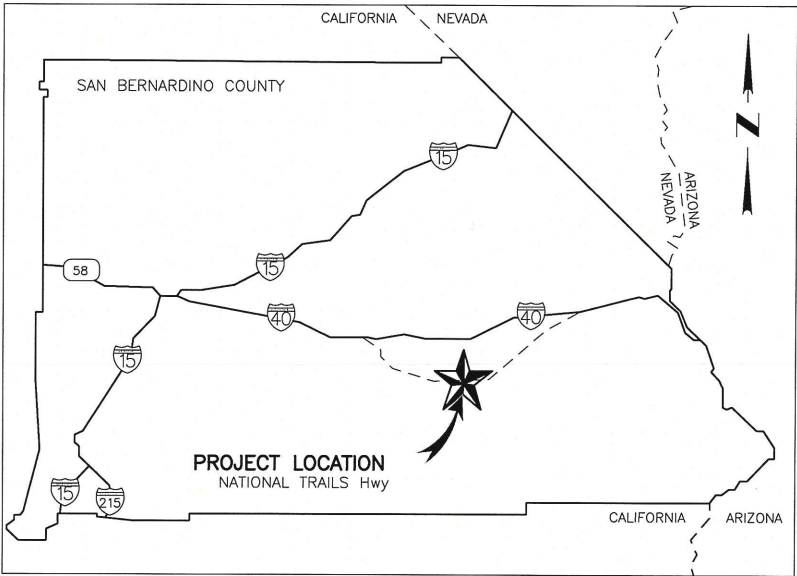 CALIFORNIA NEVADA
SAN BERNARDINO COUNTY
N
15
ARIZONA
NEVADA
58
15
40
40
15
PROJECT LOCATION
NATIONAL TRAILS Hwy
15
215
CALIFORNIA ARIZONA